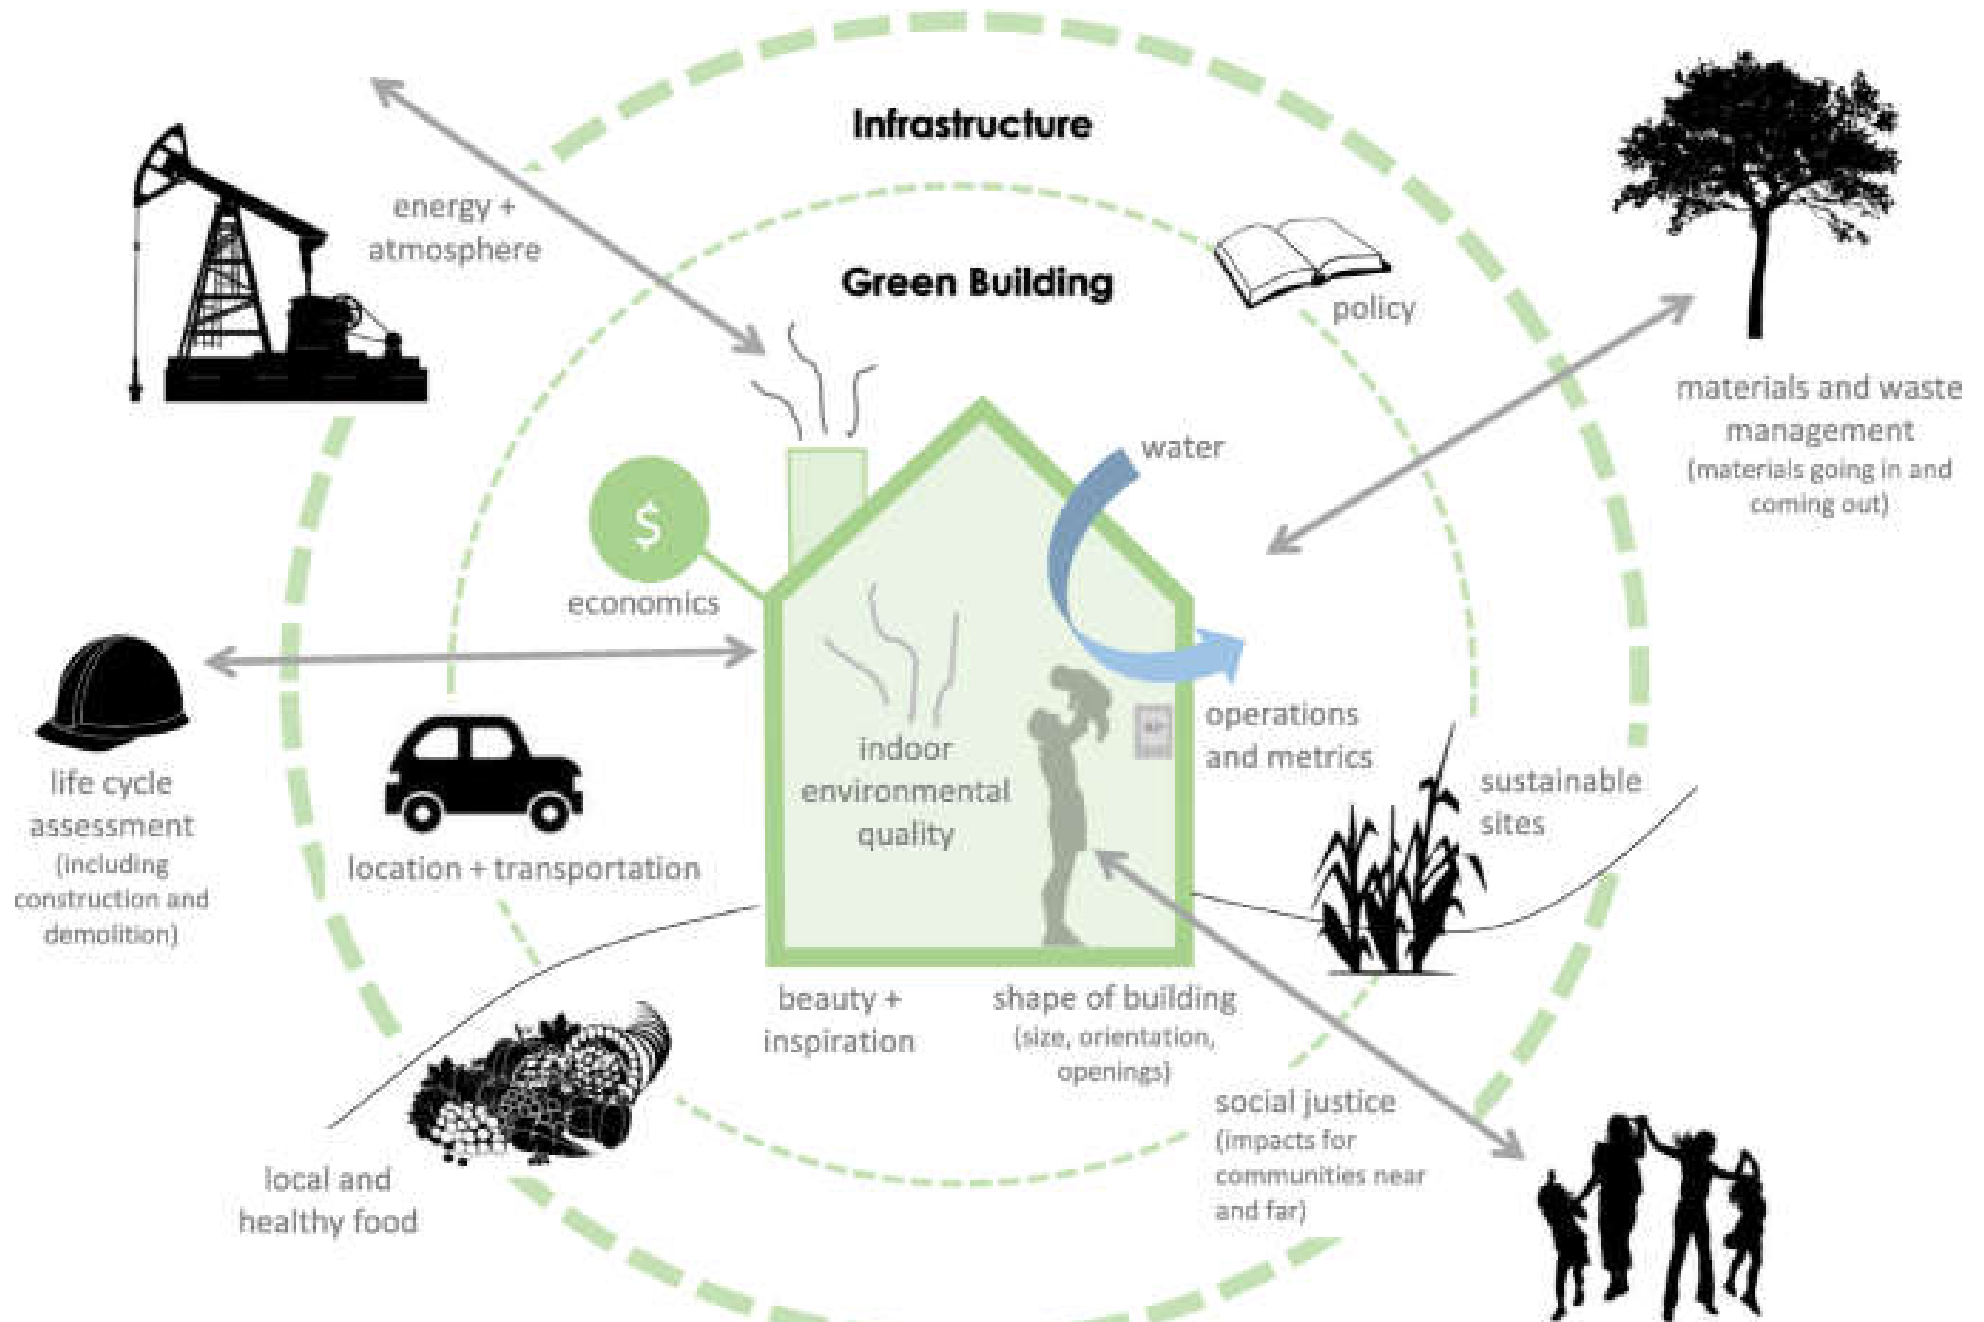 Infrastructure
energy +
atmosphere
Green Building
policy
materials and waste
management
(materials going in and
coming out)
water
$
economics
life cycle
assessment
(including
construction and
demolition)
location + transportation
indoor
environmental
quality
operations
and metrics
sustainable
sites
beauty +
inspiration
shape of building
(size, orientation,
openings)
social justice
(impacts for
communities near
and far)
local and
healthy food